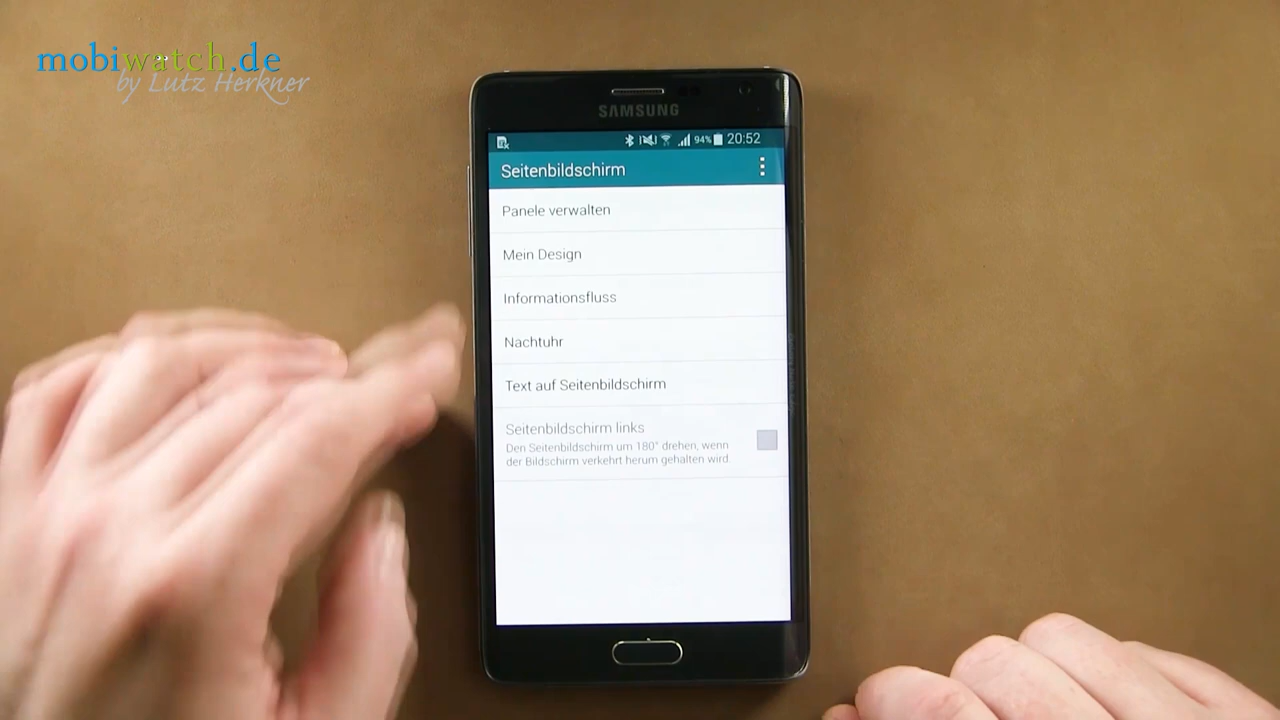 mobiwatch.de
by Lutz Herkner
SAMSUNG
94% 20:52
Seitenbildschirm
Panele verwalten
Mein Design
Informationsfluss
Nachtuhr
Text auf Seitenbildschirm
Seitenbildschirm links
Den Seitenbildschirm um 180° drehen, wenn
der Bildschirm verkehrt herum gehalten wird.